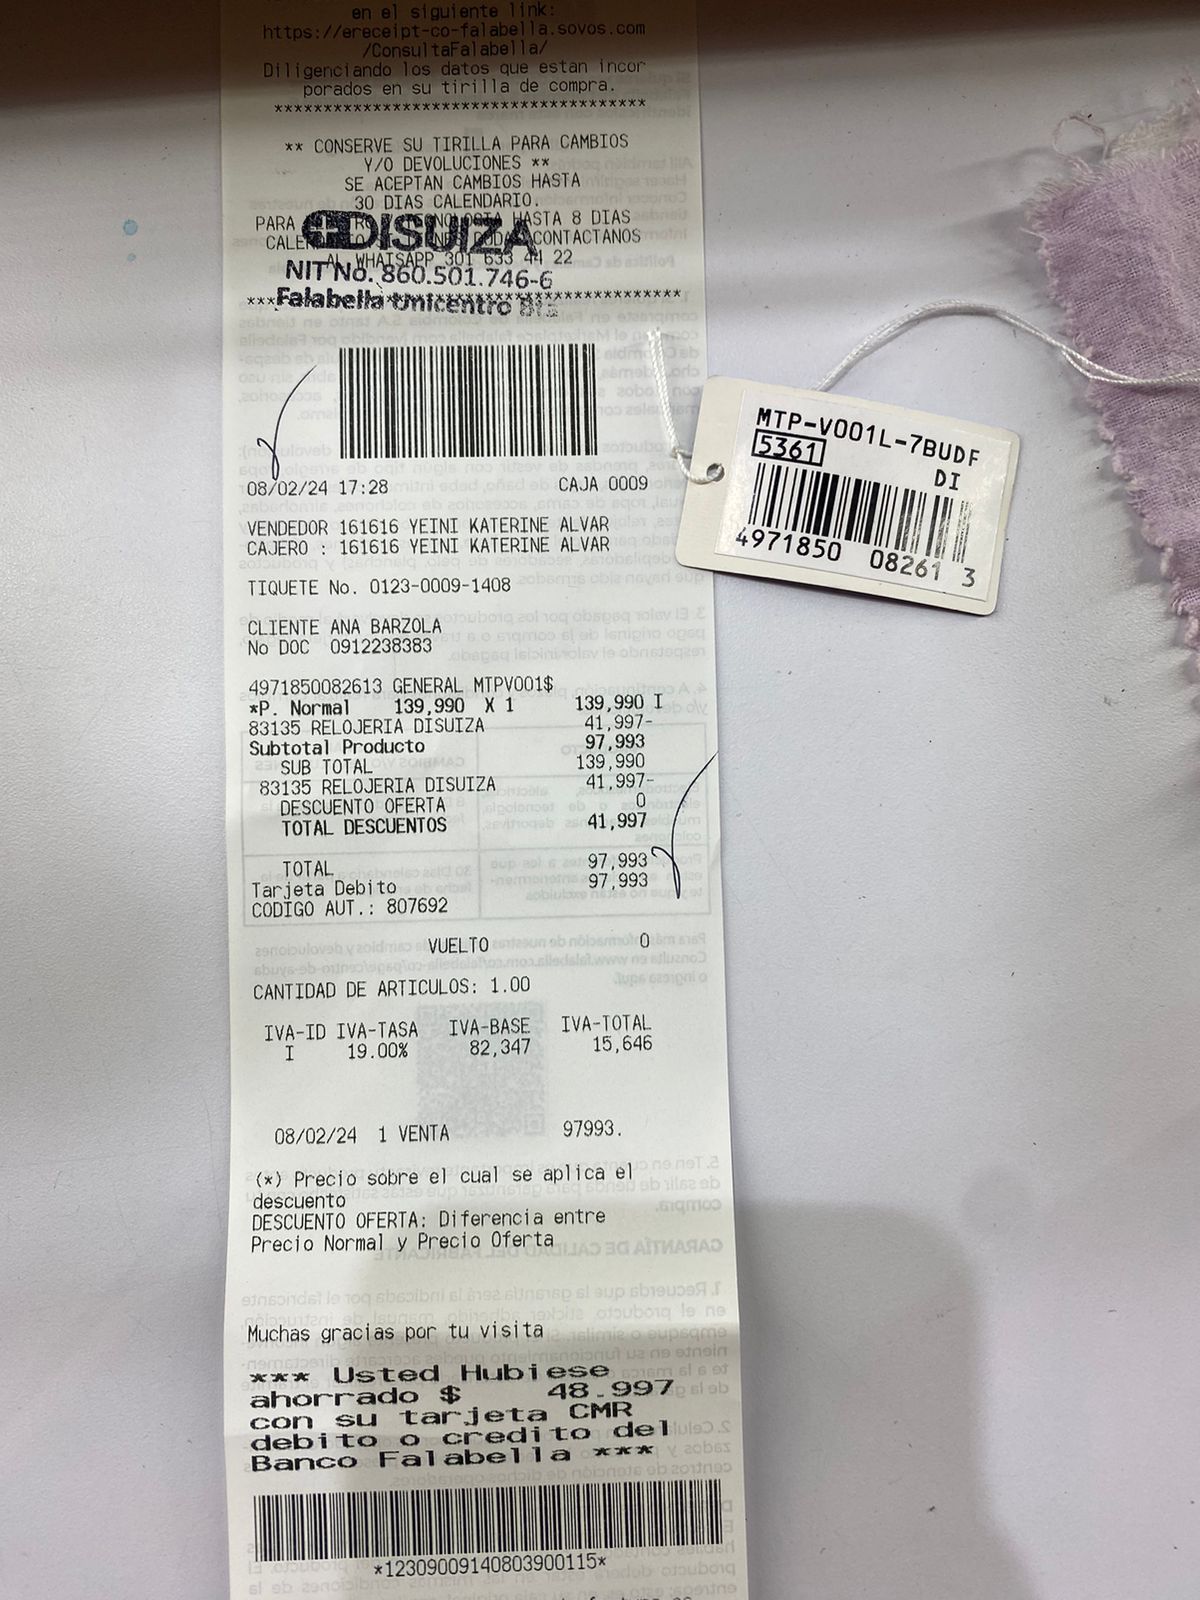 en el siguiente link:
https://ereceipt-co-falabella.sovos.com
/ConsultaFalabella/
Diligenciando los datos que estan incor
porados en su tirilla de compra.
************************************
** CONSERVE SU TIRILLA PARA CAMBIOS
Y/O DEVOLUCIONES **
SE ACEPTAN CAMBIOS HASTA
30 DIAS CALENDARIO.
PARA HASTA 8 DIAS
CONTACTANOS
AL WHATSAPP 301 633 44 22
DISUIZA
NIT No. 860.501.746-6
Falabella Unicentro Bta
08/02/24 17:28 CAJA 0009
VENDEDOR 161616 YEINI KATERINE ALVAR
CAJERO : 161616 YEINI KATERINE ALVAR
TIQUETE No. 0123-0009-1408
CLIENTE ANA BARZOLA
No DOC 0912238383
4971850082613 GENERAL MTPV001$
*P. Normal 139,990 X 1 139,990 I
83135 RELOJERIA DISUIZA 41,997-
Subtotal Producto 97,993
SUB TOTAL 139,990
83135 RELOJERIA DISUIZA 41,997-
DESCUENTO OFERTA 0
TOTAL DESCUENTOS 41,997
TOTAL 97,993
Tarjeta Debito 97,993
CODIGO AUT.: 807692
VUELTO 0
CANTIDAD DE ARTICULOS: 1.00
IVA-ID IVA-TASA IVA-BASE IVA-TOTAL
I 19.00% 82,347 15,646
08/02/24 1 VENTA 97993.
(*) Precio sobre el cual se aplica el
descuento
DESCUENTO OFERTA: Diferencia entre
Precio Normal y Precio Oferta
Muchas gracias por tu visita
*** Usted Hubiese
ahorrado $ 48.997
con su tarjeta CMR
debito o credito del
Banco Falabella ***
*12309009140803900115*
MTP-V001L-7BUDF
5361 DI
4971850 08261 3